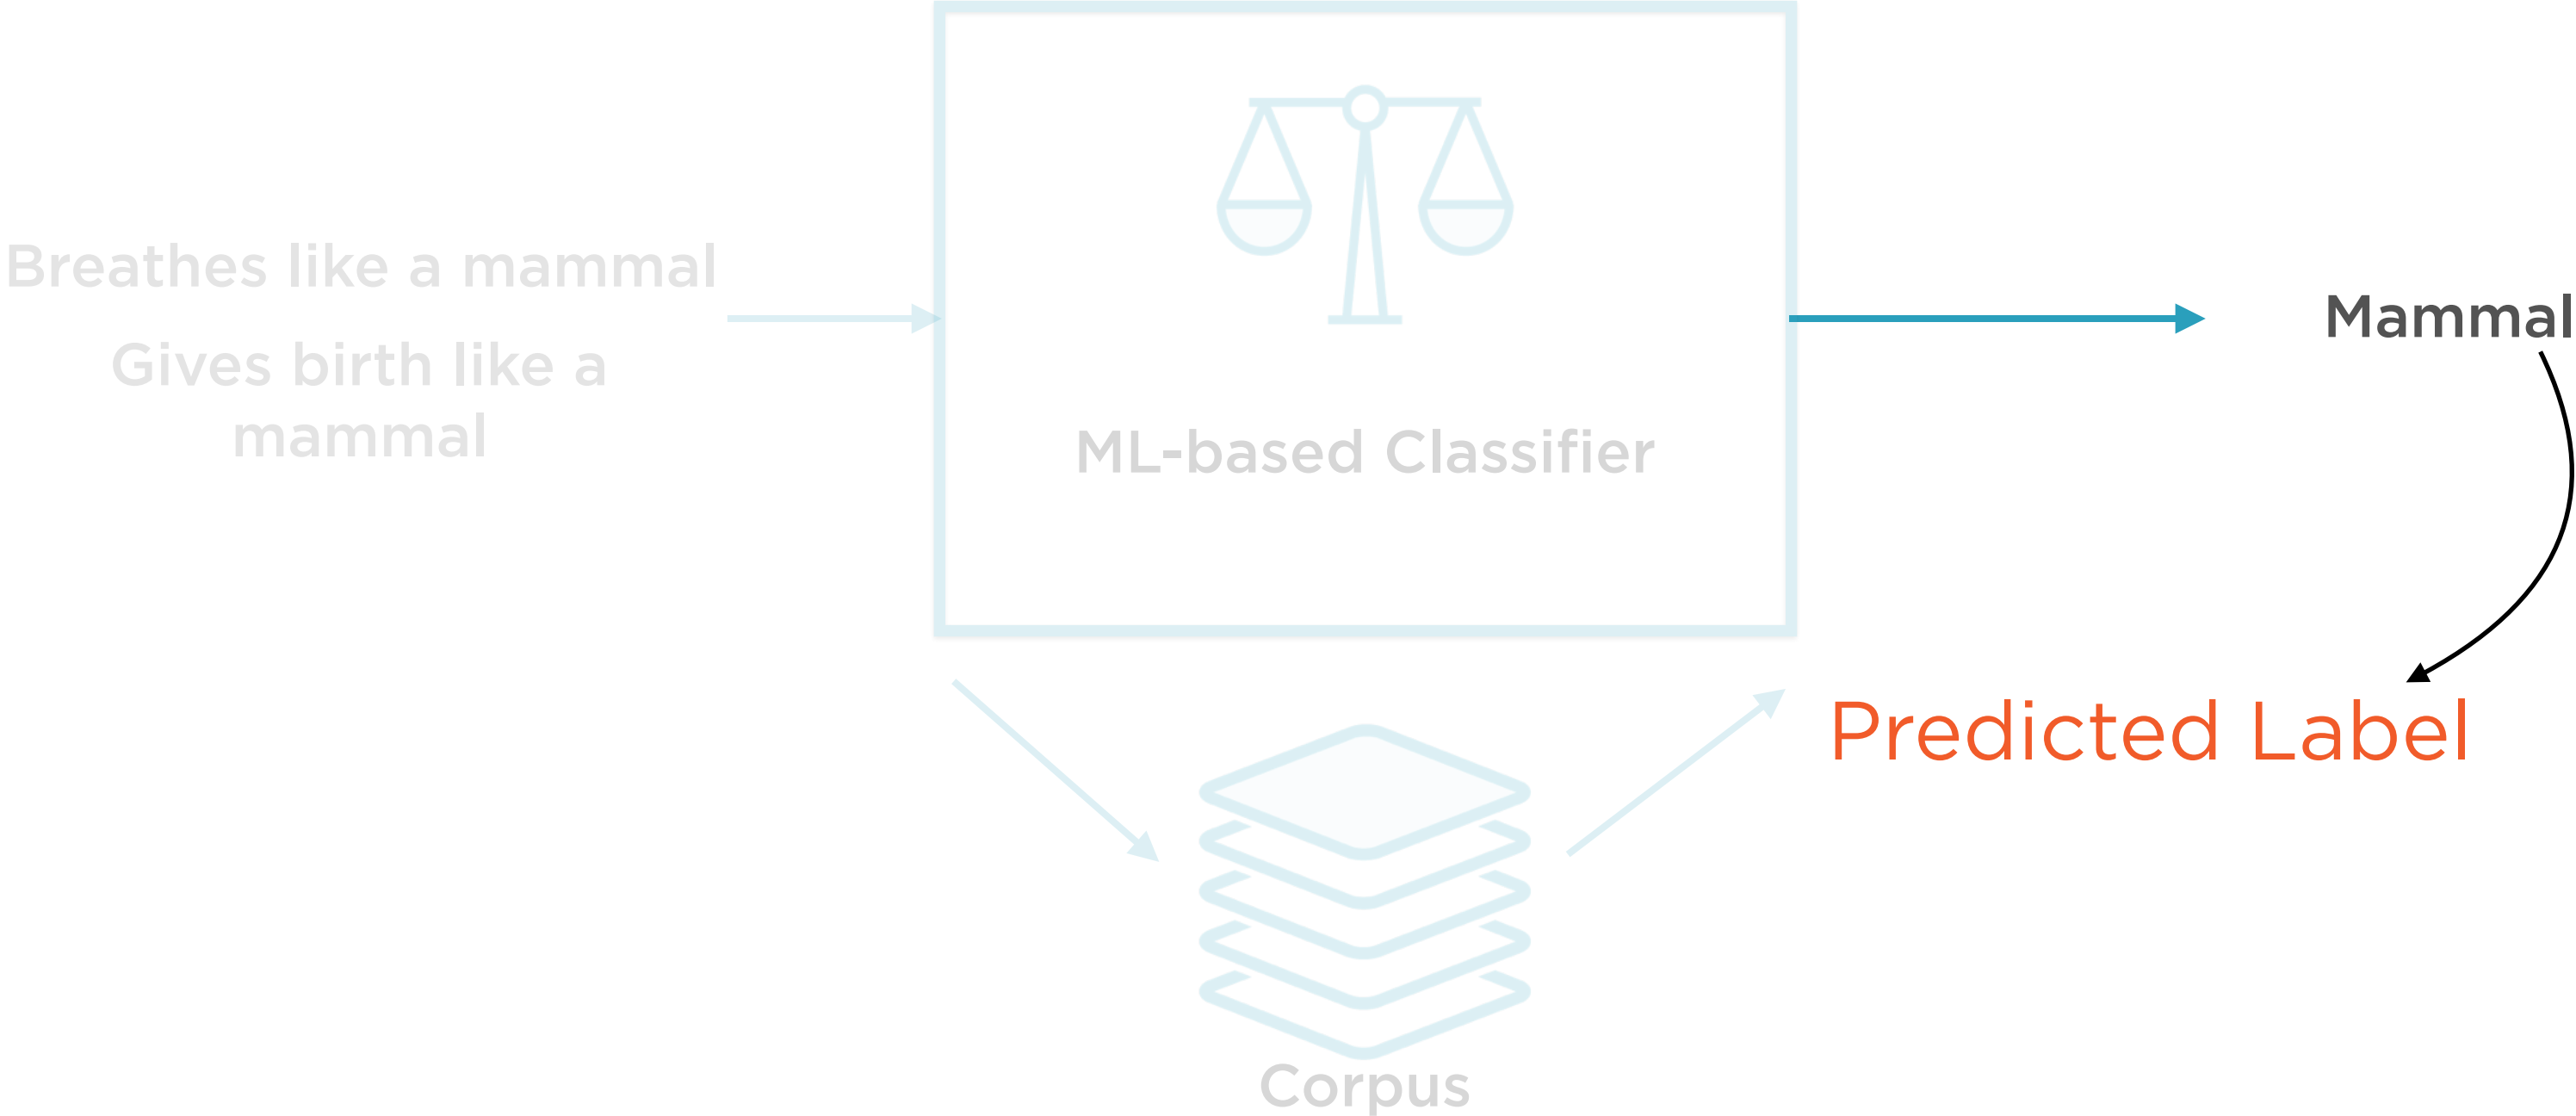 Breathes like a mammal
Gives birth like a
mammal
ML-based Classifier
Mammal
Predicted Label
Corpus